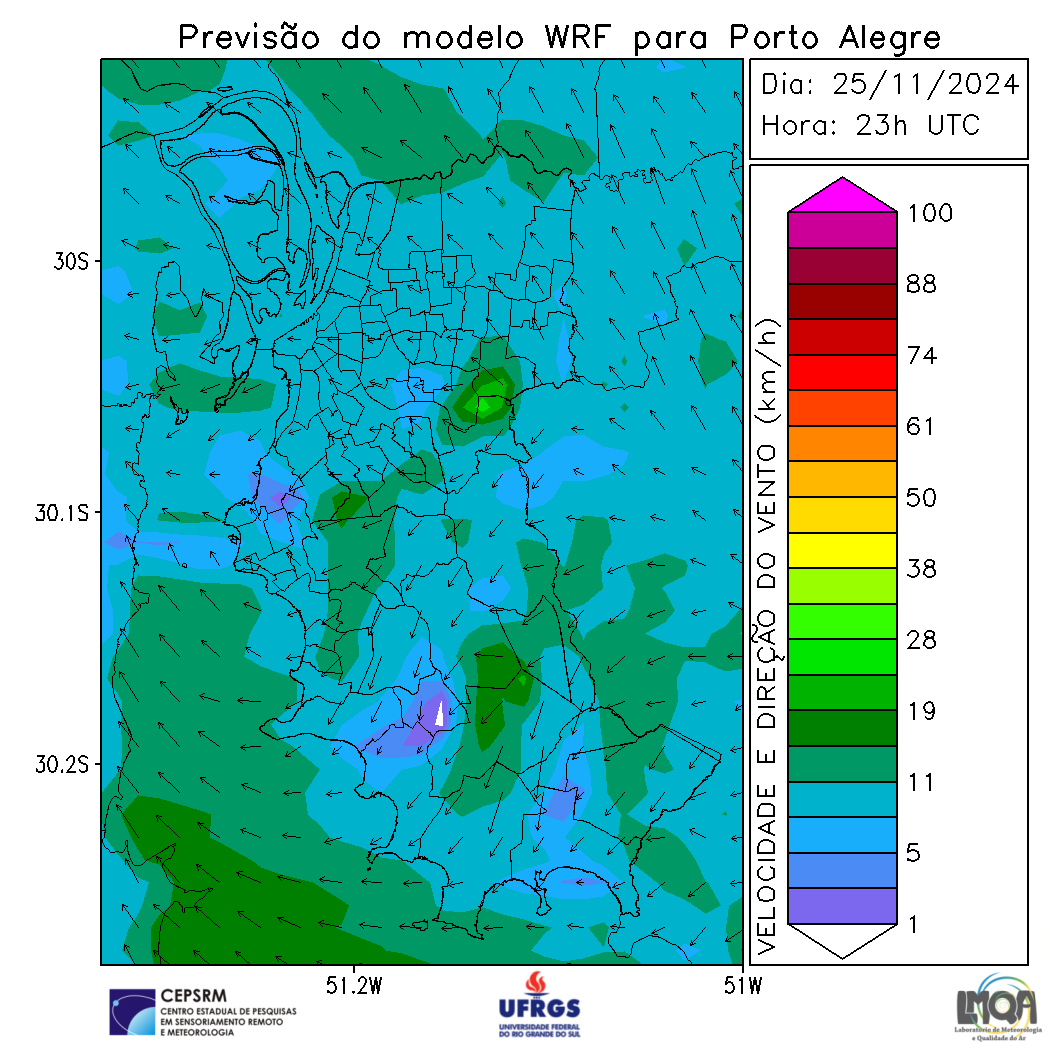 Previsão do modelo WRF para Porto Alegre
Dia: 25/11/2024
Hora: 23h UTC
30S
30.1S
30.2S
51.2W
51W
VELOCIDADE E DIREÇÃO DO VENTO (km/h)
100
88
74
61
50
38
28
19
11
5
1
CEPSRM
CENTRO ESTADUAL DE PESQUISAS
EM SENSORIAMENTO REMOTO
E METEOROLOGIA
UFRGS
UNIVERSIDADE FEDERAL
DO RIO GRANDE DO SUL
LMQA
Laboratório de Meteorologia
e Qualidade do Ar